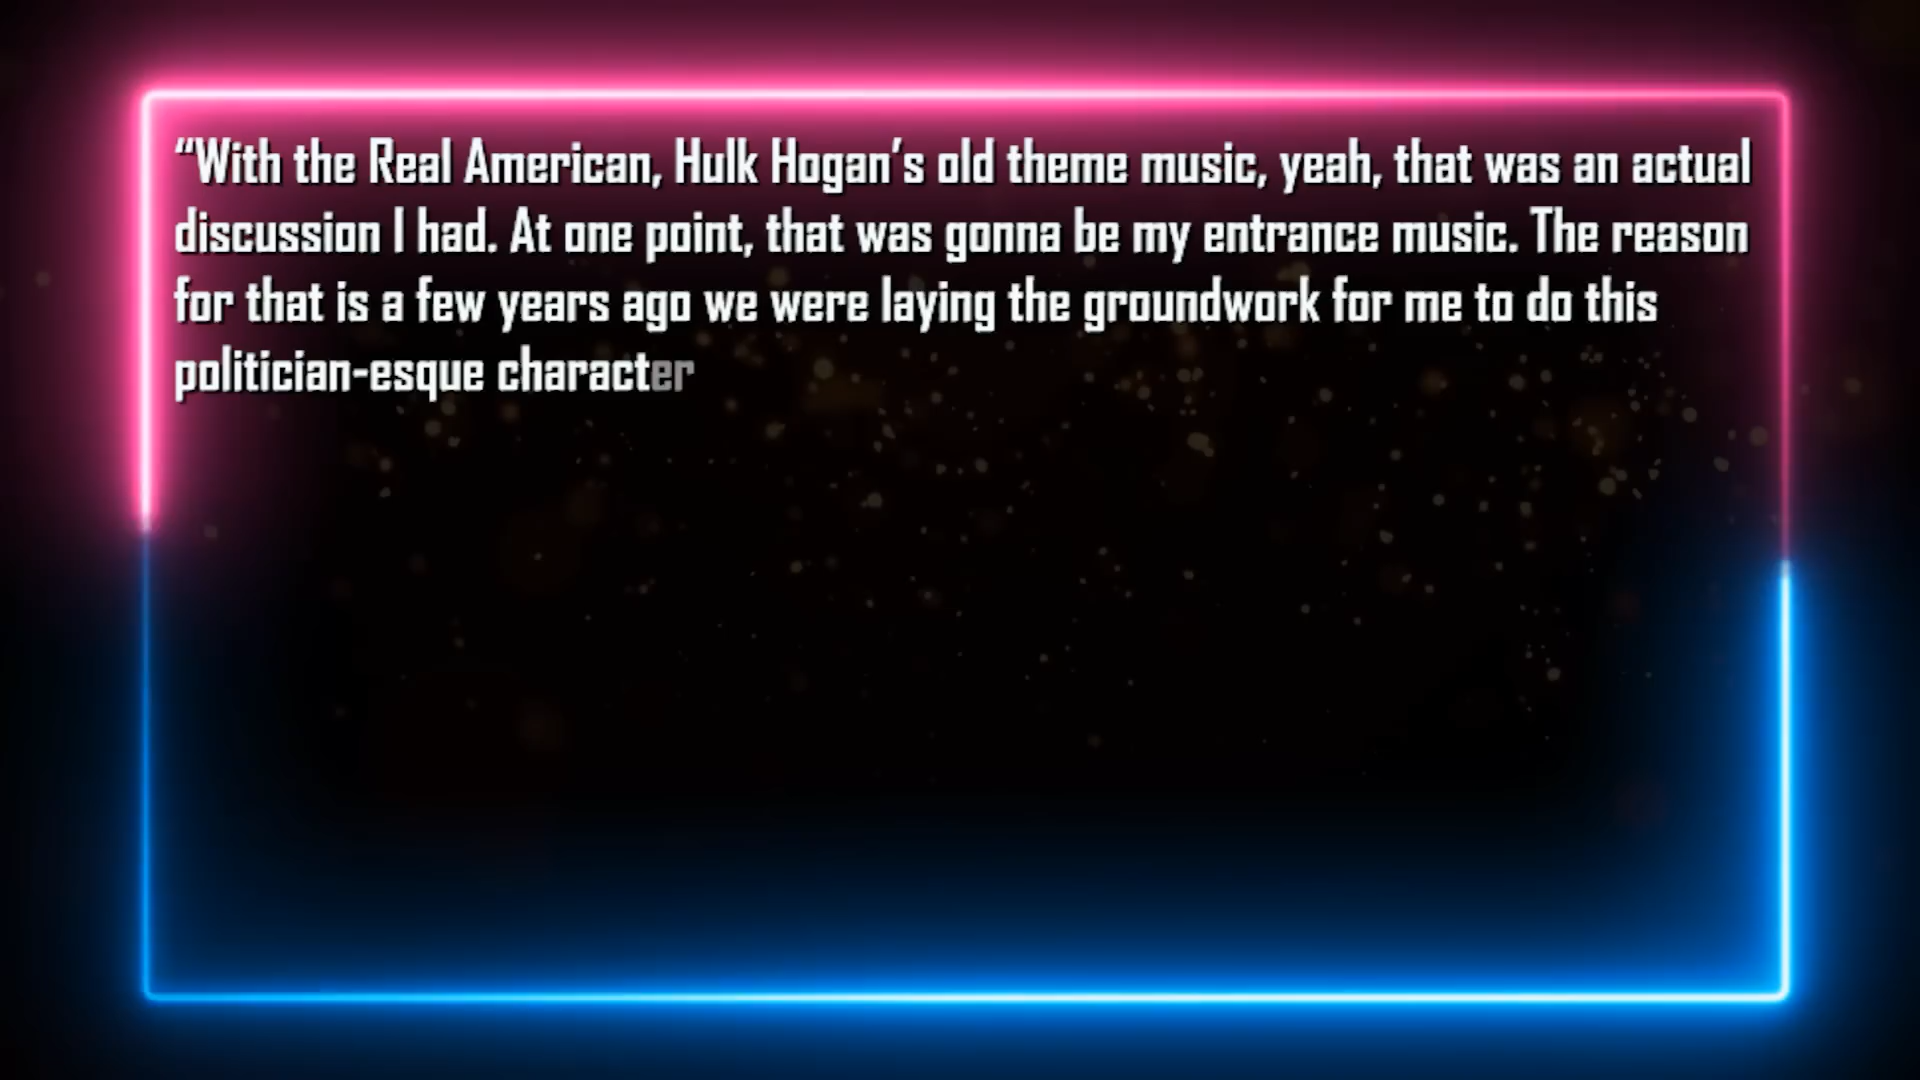 “With the Real American, Hulk Hogan’s old theme music, yeah, that was an actual
discussion I had. At one point, that was gonna be my entrance music. The reason
for that is a few years ago we were laying the groundwork for me to do this
politician-esque character